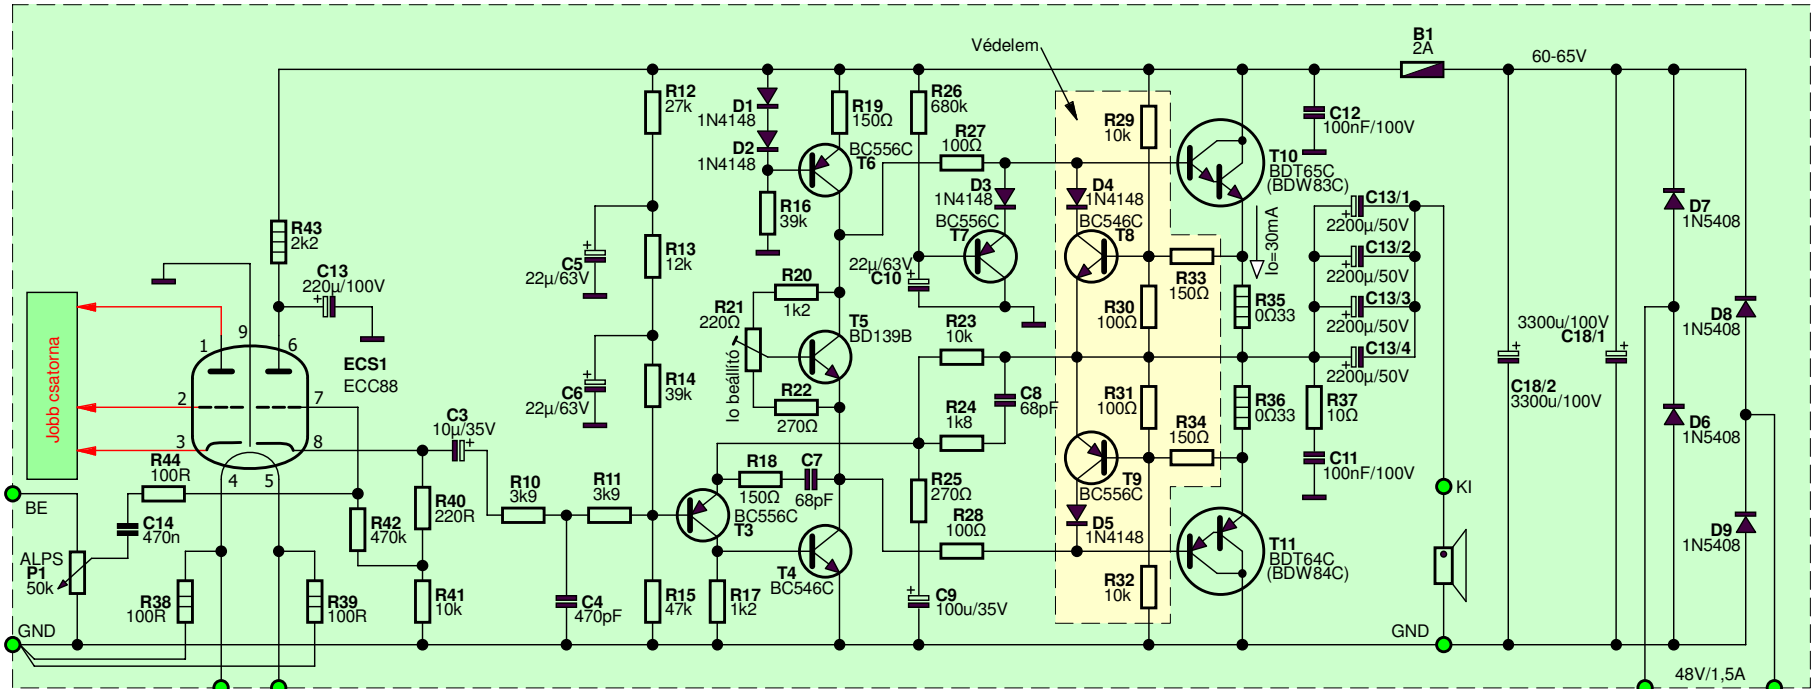 Védelem
B1
2A
60-65V
R12
27k
D1
1N4148
D2
1N4148
R19
150Ω
BC556C
T6
R26
680k
R27
100Ω
R29
10k
C12
100nF/100V
T10
BDT65C
(BDW83C)
R16
39k
D3
1N4148
BC556C
T7
D4
1N4148
BC546C
T8
C13/1
2200µ/50V
D7
1N5408
R43
2k2
C13
220µ/100V
C5
22µ/63V
R13
12k
22µ/63V
C10
R33
150Ω
Io=30mA
C13/2
2200µ/50V
R20
1k2
R21
220Ω
Io beállító
R30
100Ω
R35
0Ω33
C13/3
2200µ/50V
D8
1N5408
9
1
6
ECS1
ECC88
T5
BD139B
R23
10k
C13/4
2200µ/50V
3300u/100V
C18/1
C18/2
3300u/100V
Jobb csatorna
2
7
3
8
4
5
C6
22µ/63V
R14
39k
R22
270Ω
R24
1k8
C8
68pF
R31
100Ω
R36
0Ω33
R37
10Ω
D6
1N5408
C3
10µ/35V
R34
150Ω
R44
100R
R18
150Ω
C7
68pF
R25
270Ω
T9
BC556C
C11
100nF/100V
BE
C14
470n
R42
470k
R40
220R
R10
3k9
R11
3k9
BC556C
T3
R28
100Ω
D5
1N4148
KI
T11
BDT64C
(BDW84C)
D9
1N5408
ALPS
P1
50k
R38
100R
R39
100R
R41
10k
C4
470pF
R15
47k
R17
1k2
T4
BC546C
C9
100u/35V
R32
10k
GND
GND
48V/1,5A